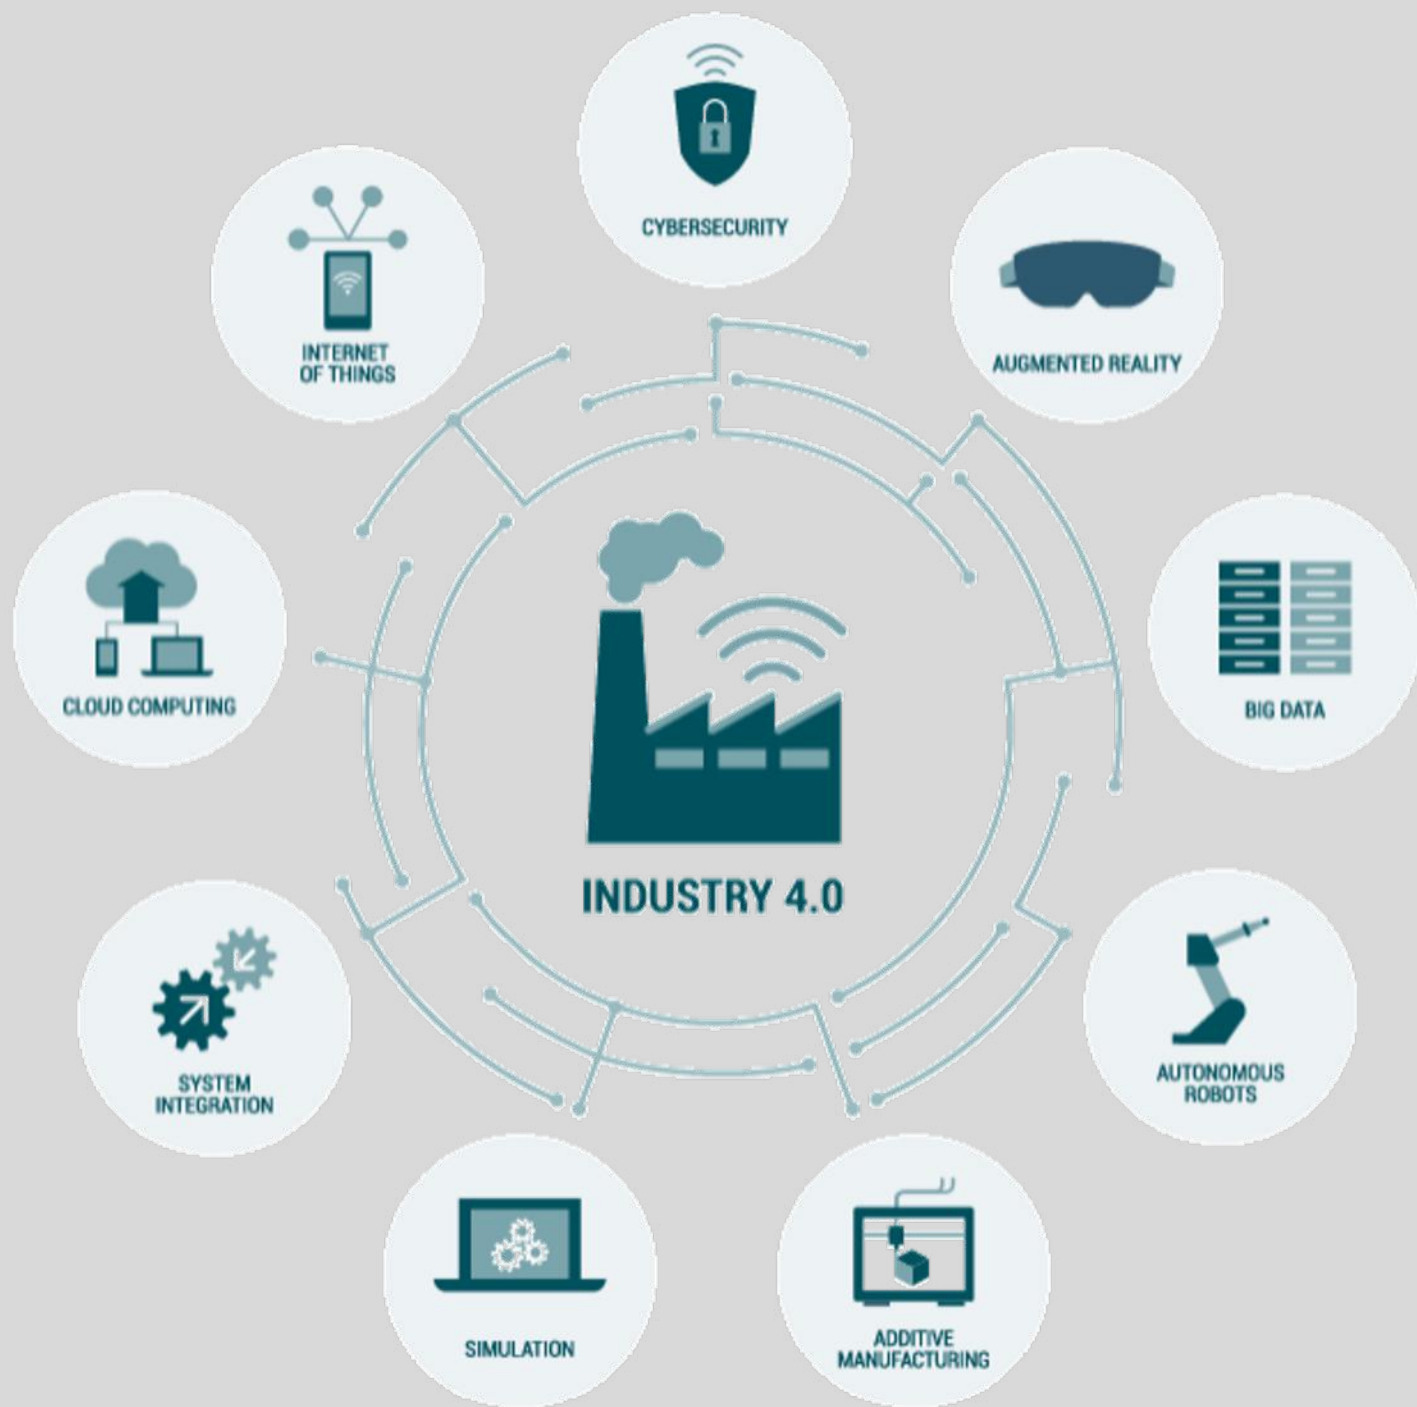 CYBERSECURITY
INTERNET
OF THINGS
AUGMENTED REALITY
CLOUD COMPUTING
BIG DATA
INDUSTRY 4.0
SYSTEM
INTEGRATION
AUTONOMOUS
ROBOTS
SIMULATION
ADDITIVE
MANUFACTURING